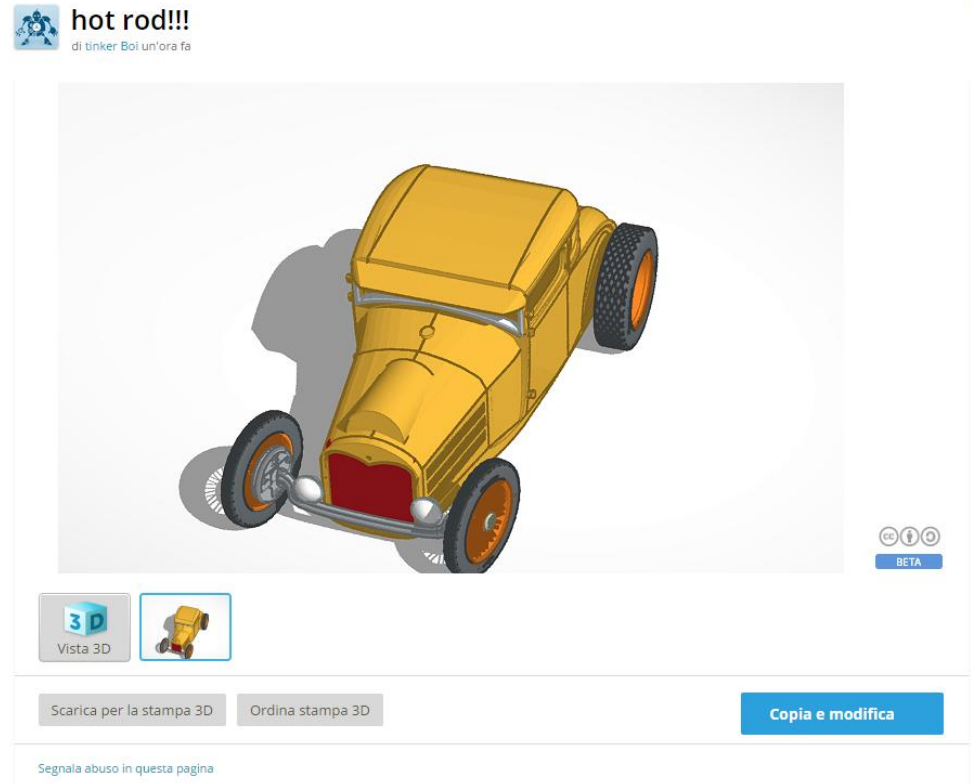 hot rod!!!
di tinker Boi un'ora fa
cc
BETA
3D
Vista 3D
Scarica per la stampa 3D
Ordina stampa 3D
Copia e modifica
Segnala abuso in questa pagina